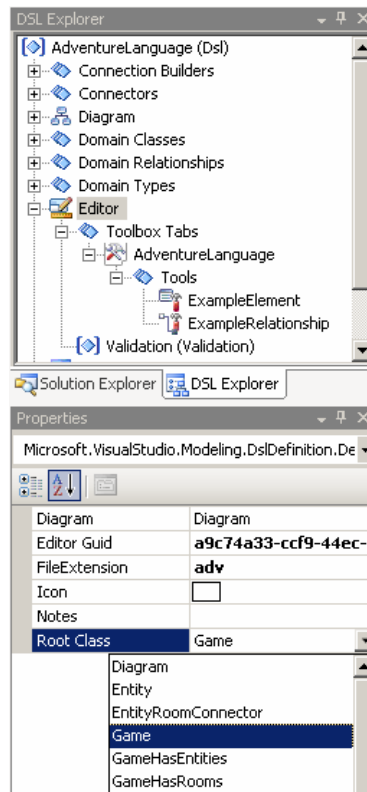 DSL Explorer
AdventureLanguage (Dsl)
Connection Builders
Connectors
Diagram
Domain Classes
Domain Relationships
Domain Types
Editor
Toolbox Tabs
AdventureLanguage
Tools
ExampleElement
ExampleRelationship
Validation (Validation)
Solution Explorer DSL Explorer
Properties
Microsoft.VisualStudio.Modeling.DslDefinition.De
Diagram Diagram
Editor Guid a9c74a33-ccf9-44ec-
FileExtension adv
Icon
Notes
Root Class Game
Diagram
Entity
EntityRoomConnector
Game
GameHasEntities
GameHasRooms